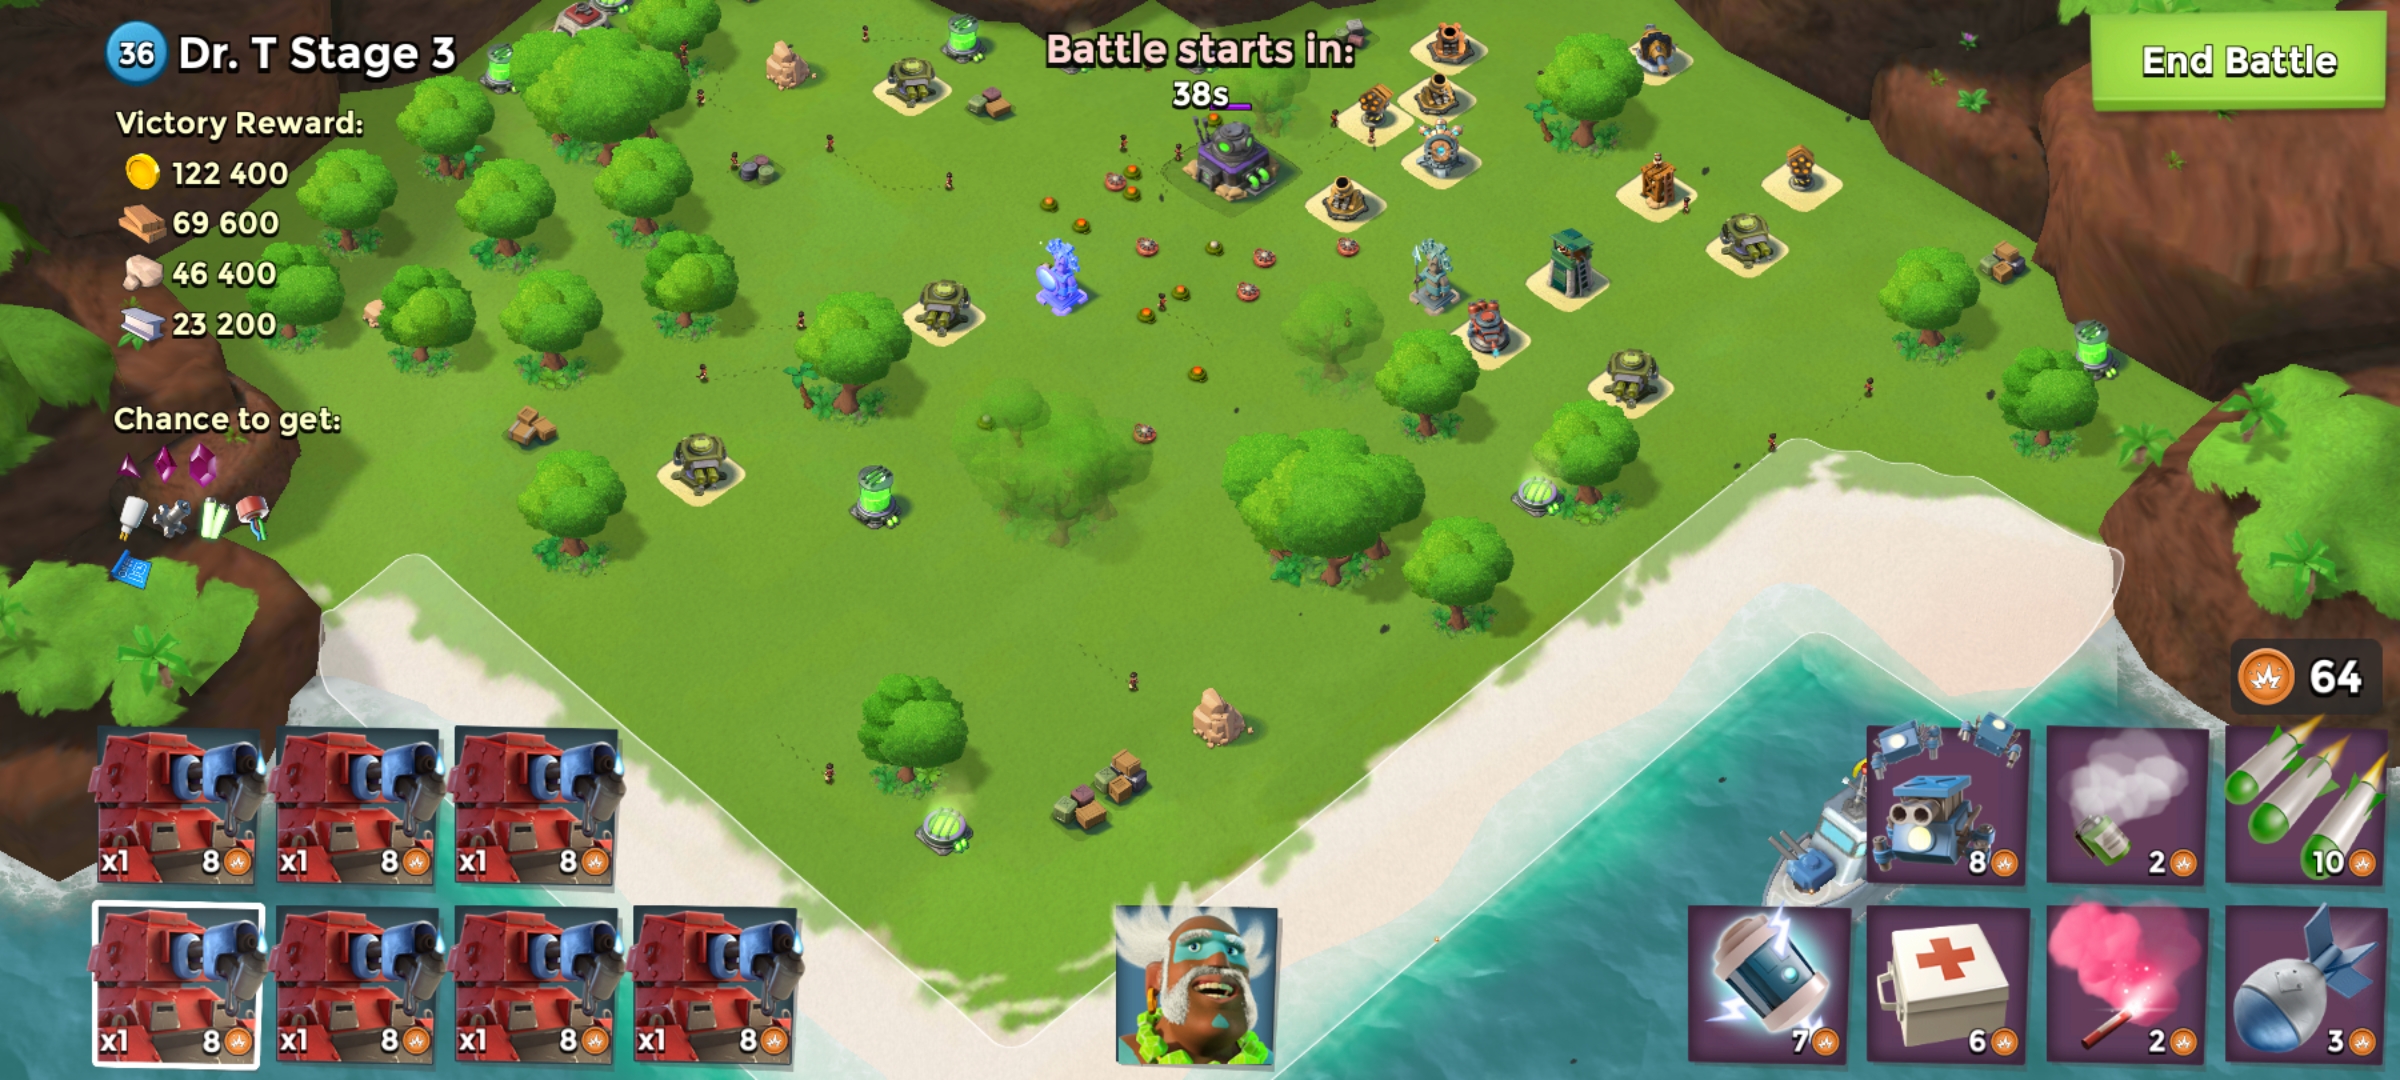 36 Dr. T Stage 3
Battle starts in:
38s
End Battle
Victory Reward:
122 400
69 600
46 400
23 200
Chance to get:
64
x1 8
x1 8
x1 8
8
2
10
x1 8
x1 8
x1 8
x1 8
7
6
2
3